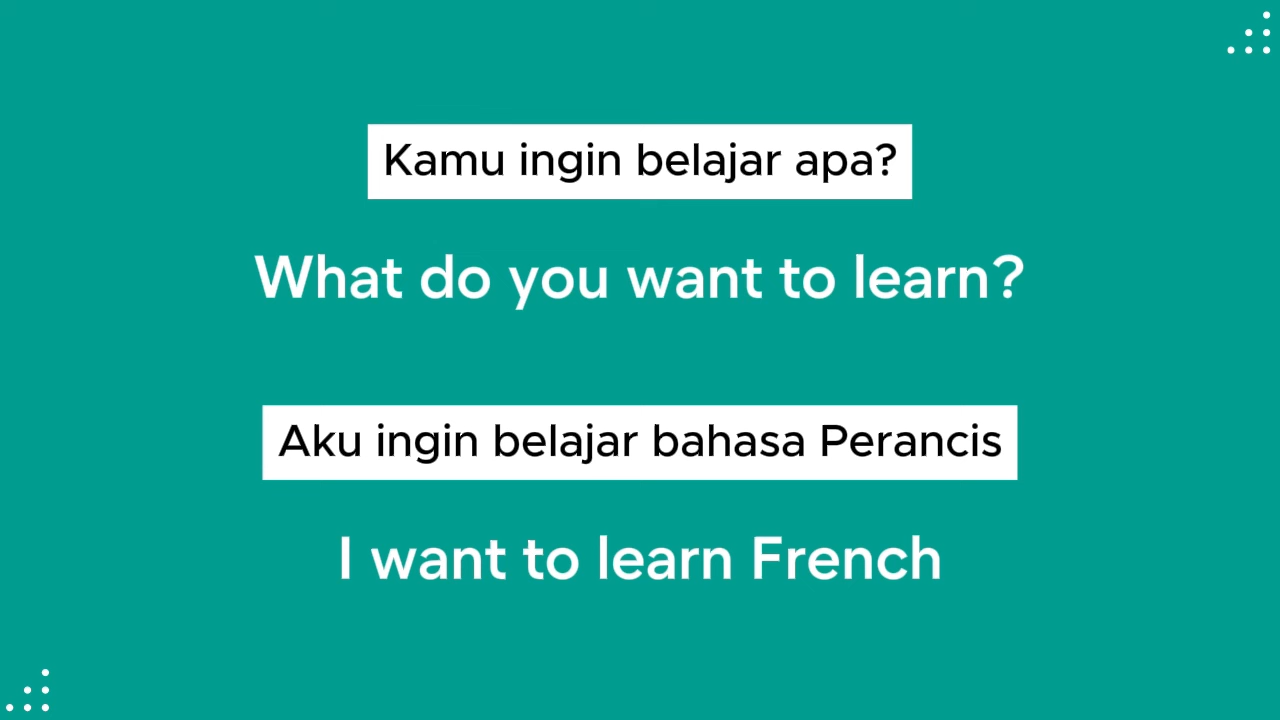 Kamu ingin belajar apa?
What do you want to learn?
Aku ingin belajar bahasa Perancis
I want to learn French